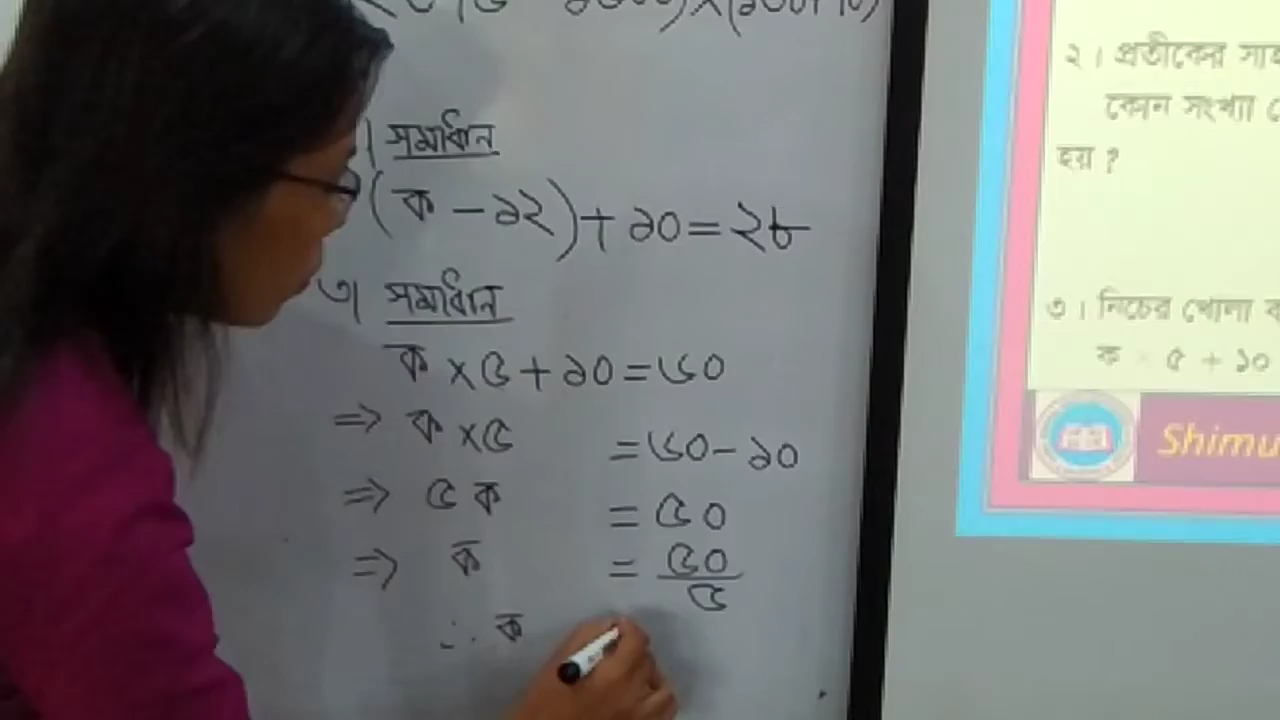 সমাধান
(ক - ১২) + ১০ = ২৮
৩। সমাধান
ক × ৫ + ১০ = ৬০
⇒ ক × ৫ = ৬০ - ১০
⇒ ৫ ক = ৫০
⇒ ক = ৫০/৫
∴ ক
২। প্রতীকের
কোন সংখ্যা
হয় ?
৩। নিচের খোলা
ক ৫ + ১০
Shimu